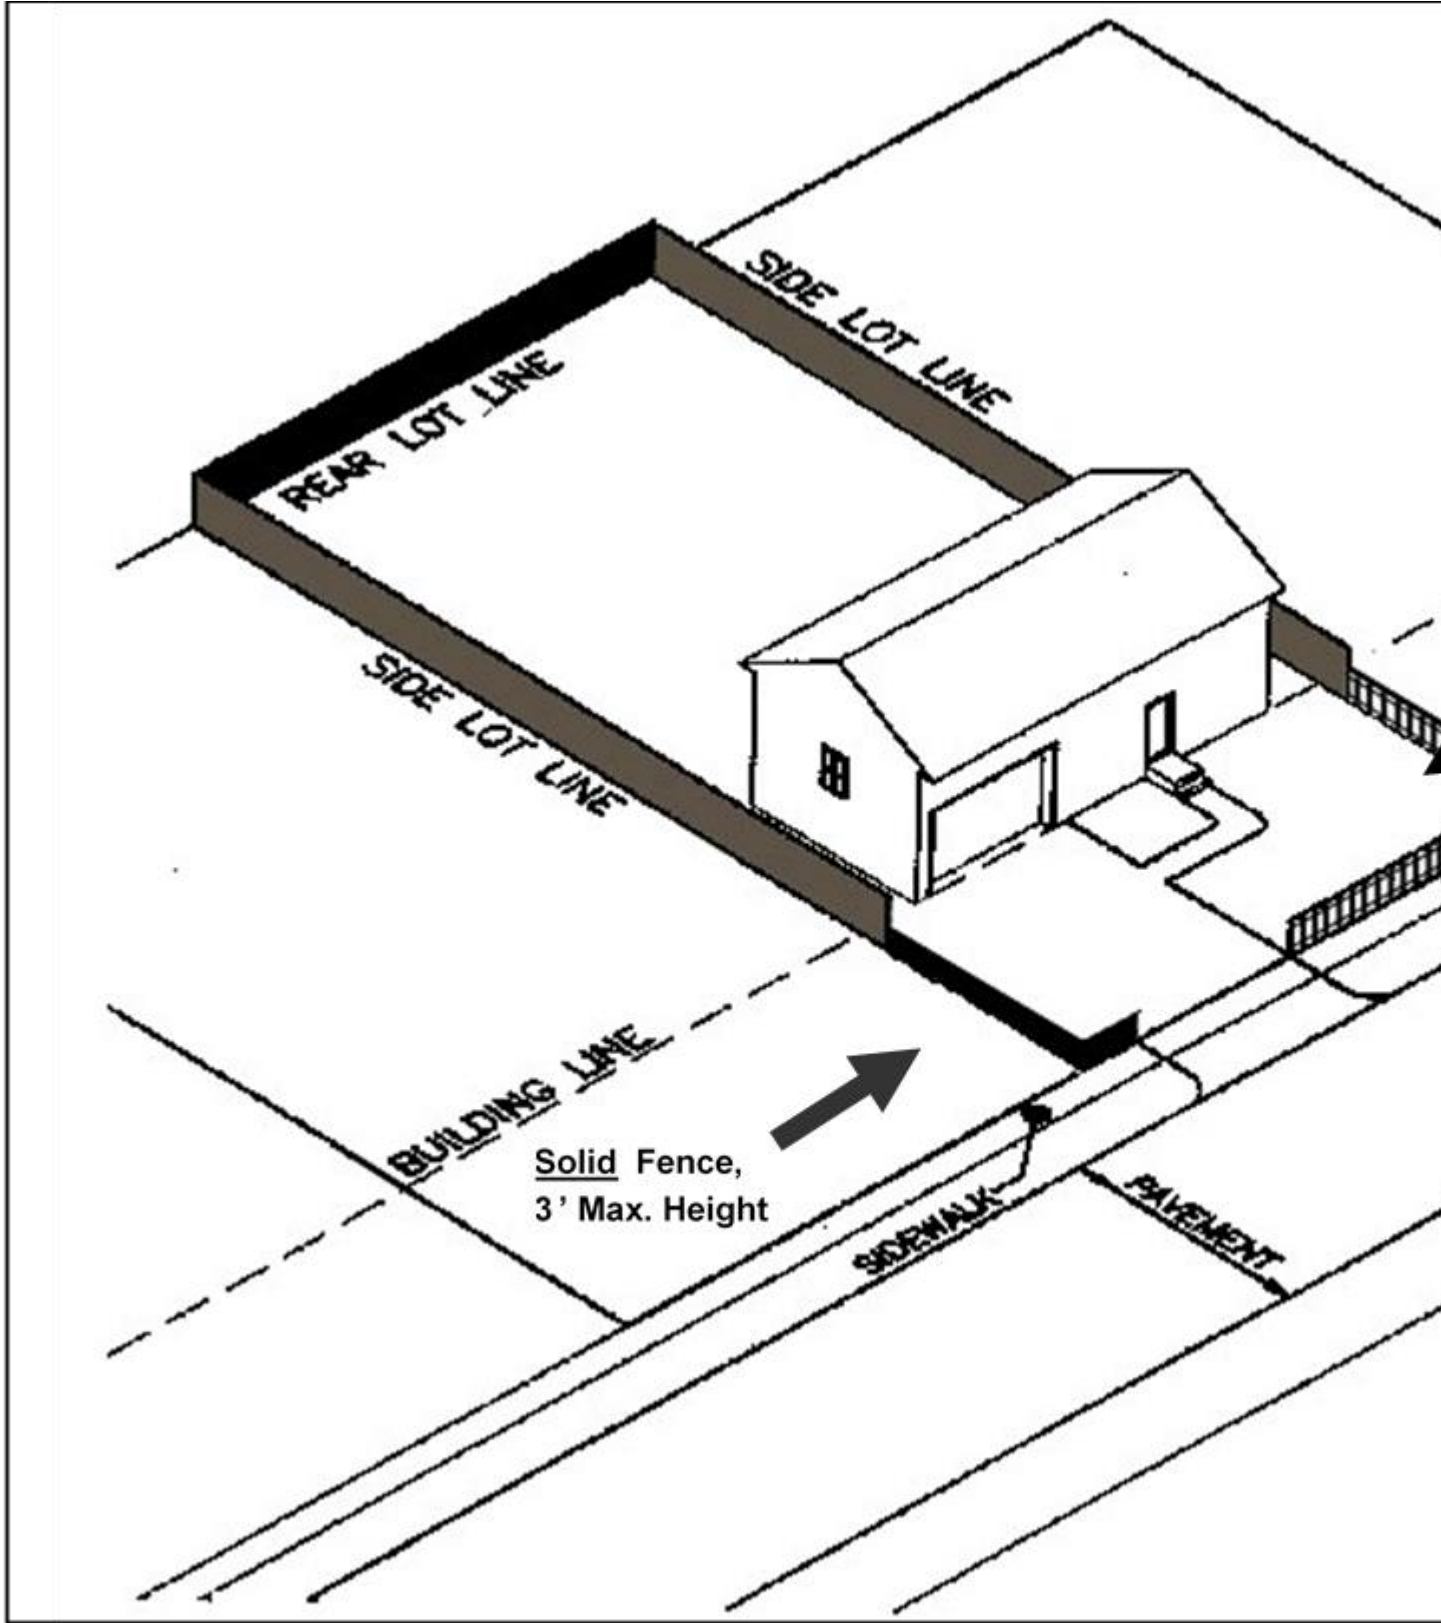 SIDE LOT LINE
REAR LOT LINE
SIDE LOT LINE
BUILDING LINE
Solid Fence,
3' Max. Height
SIDEWALK
PAVEMENT